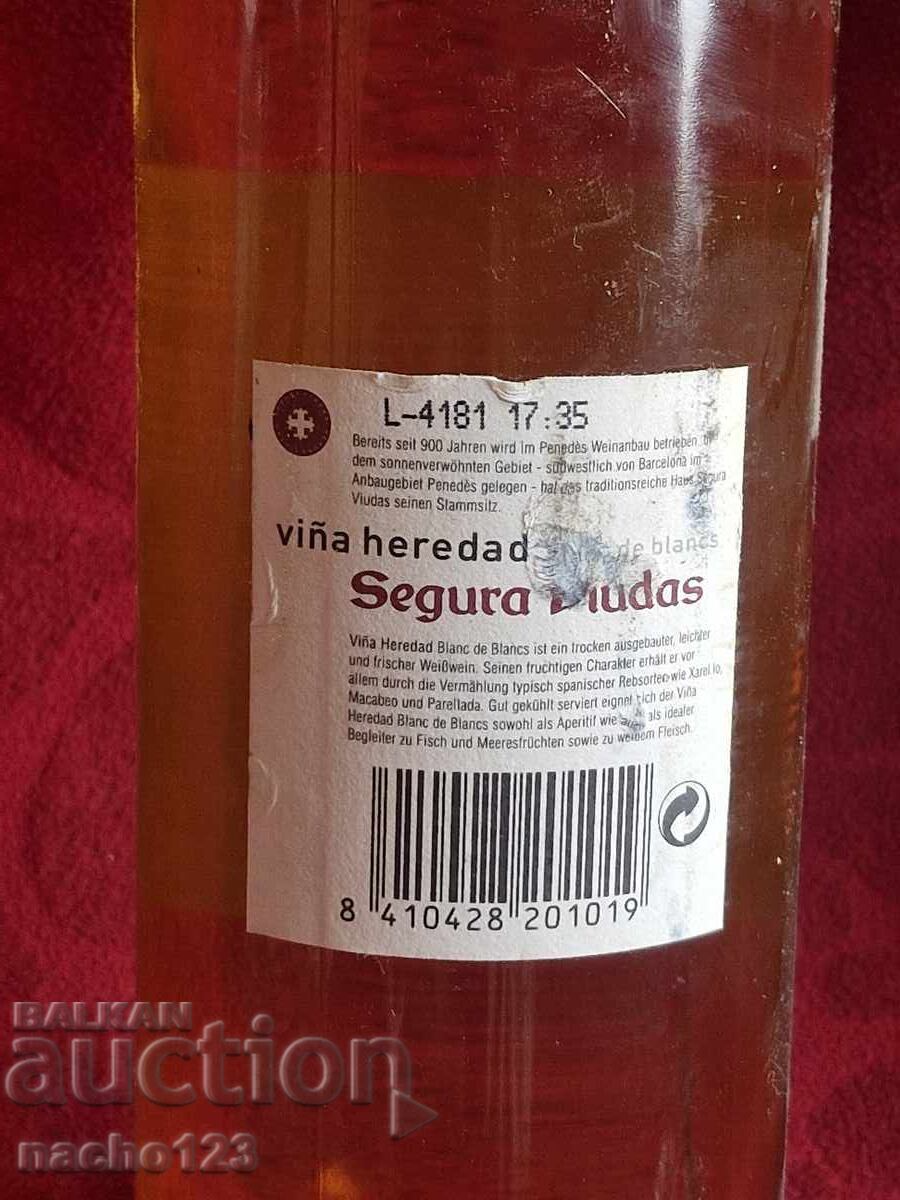 L-4181 17:35
Bereits seit 900 Jahren wird im Penedès Weinanbau betrieben.
dem sonnenverwöhnten Gebiet - südwestlich von Barcelona im
Anbaugebiet Penedès gelegen - hat das traditionsreiche Haus Segura
Viudas seinen Stammsitz.
viña heredad de blancs
Segura Viudas
Viña Heredad Blanc de Blancs ist ein trocken ausgebauter, leichter
und frischer Weißwein. Seinen fruchtigen Charakter erhält er vor
allem durch die Vermählung typisch spanischer Rebsorten wie Xarel.lo,
Macabeo und Parellada. Gut gekühlt serviert eignet sich der Viña
Heredad Blanc de Blancs sowohl als Aperitif wie auch als idealer
Begleiter zu Fisch und Meeresfrüchten sowie zu weißem Fleisch.
8 410428 201019
BALKAN
auction
nacho123